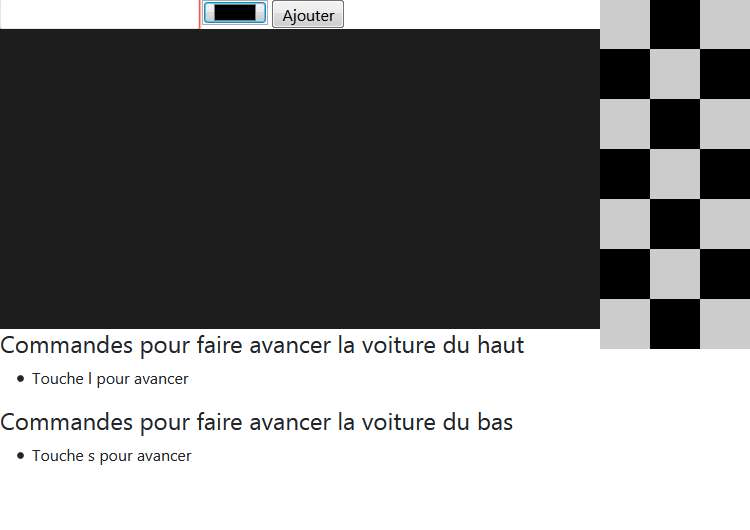 Ajouter
Commandes pour faire avancer la voiture du haut
Touche l pour avancer
Commandes pour faire avancer la voiture du bas
Touche s pour avancer